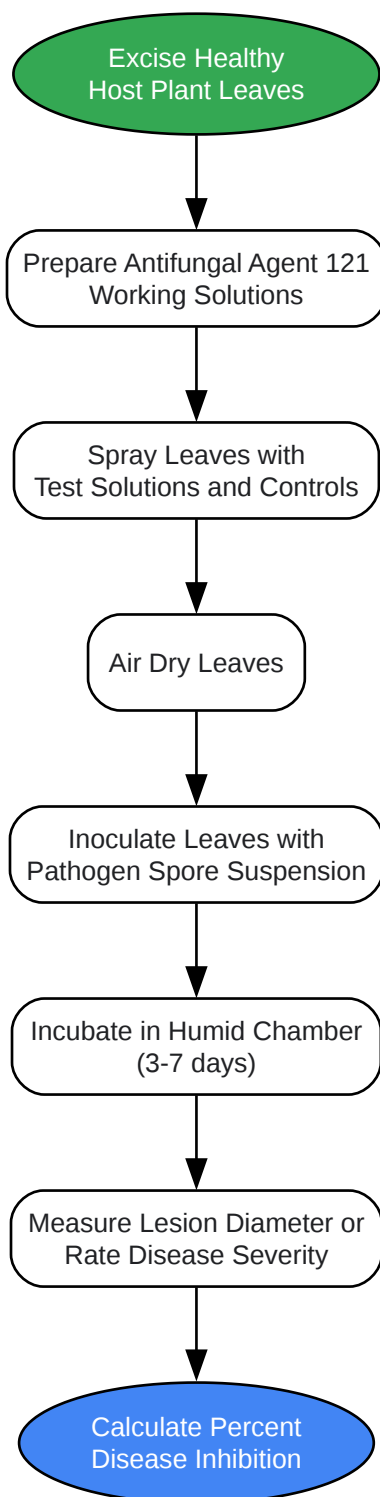 Excise Healthy
Host Plant Leaves
Prepare Antifungal Agent 121
Working Solutions
Spray Leaves with
Test Solutions and Controls
Air Dry Leaves
Inoculate Leaves with
Pathogen Spore Suspension
Incubate in Humid Chamber
(3-7 days)
Measure Lesion Diameter or
Rate Disease Severity
Calculate Percent
Disease Inhibition